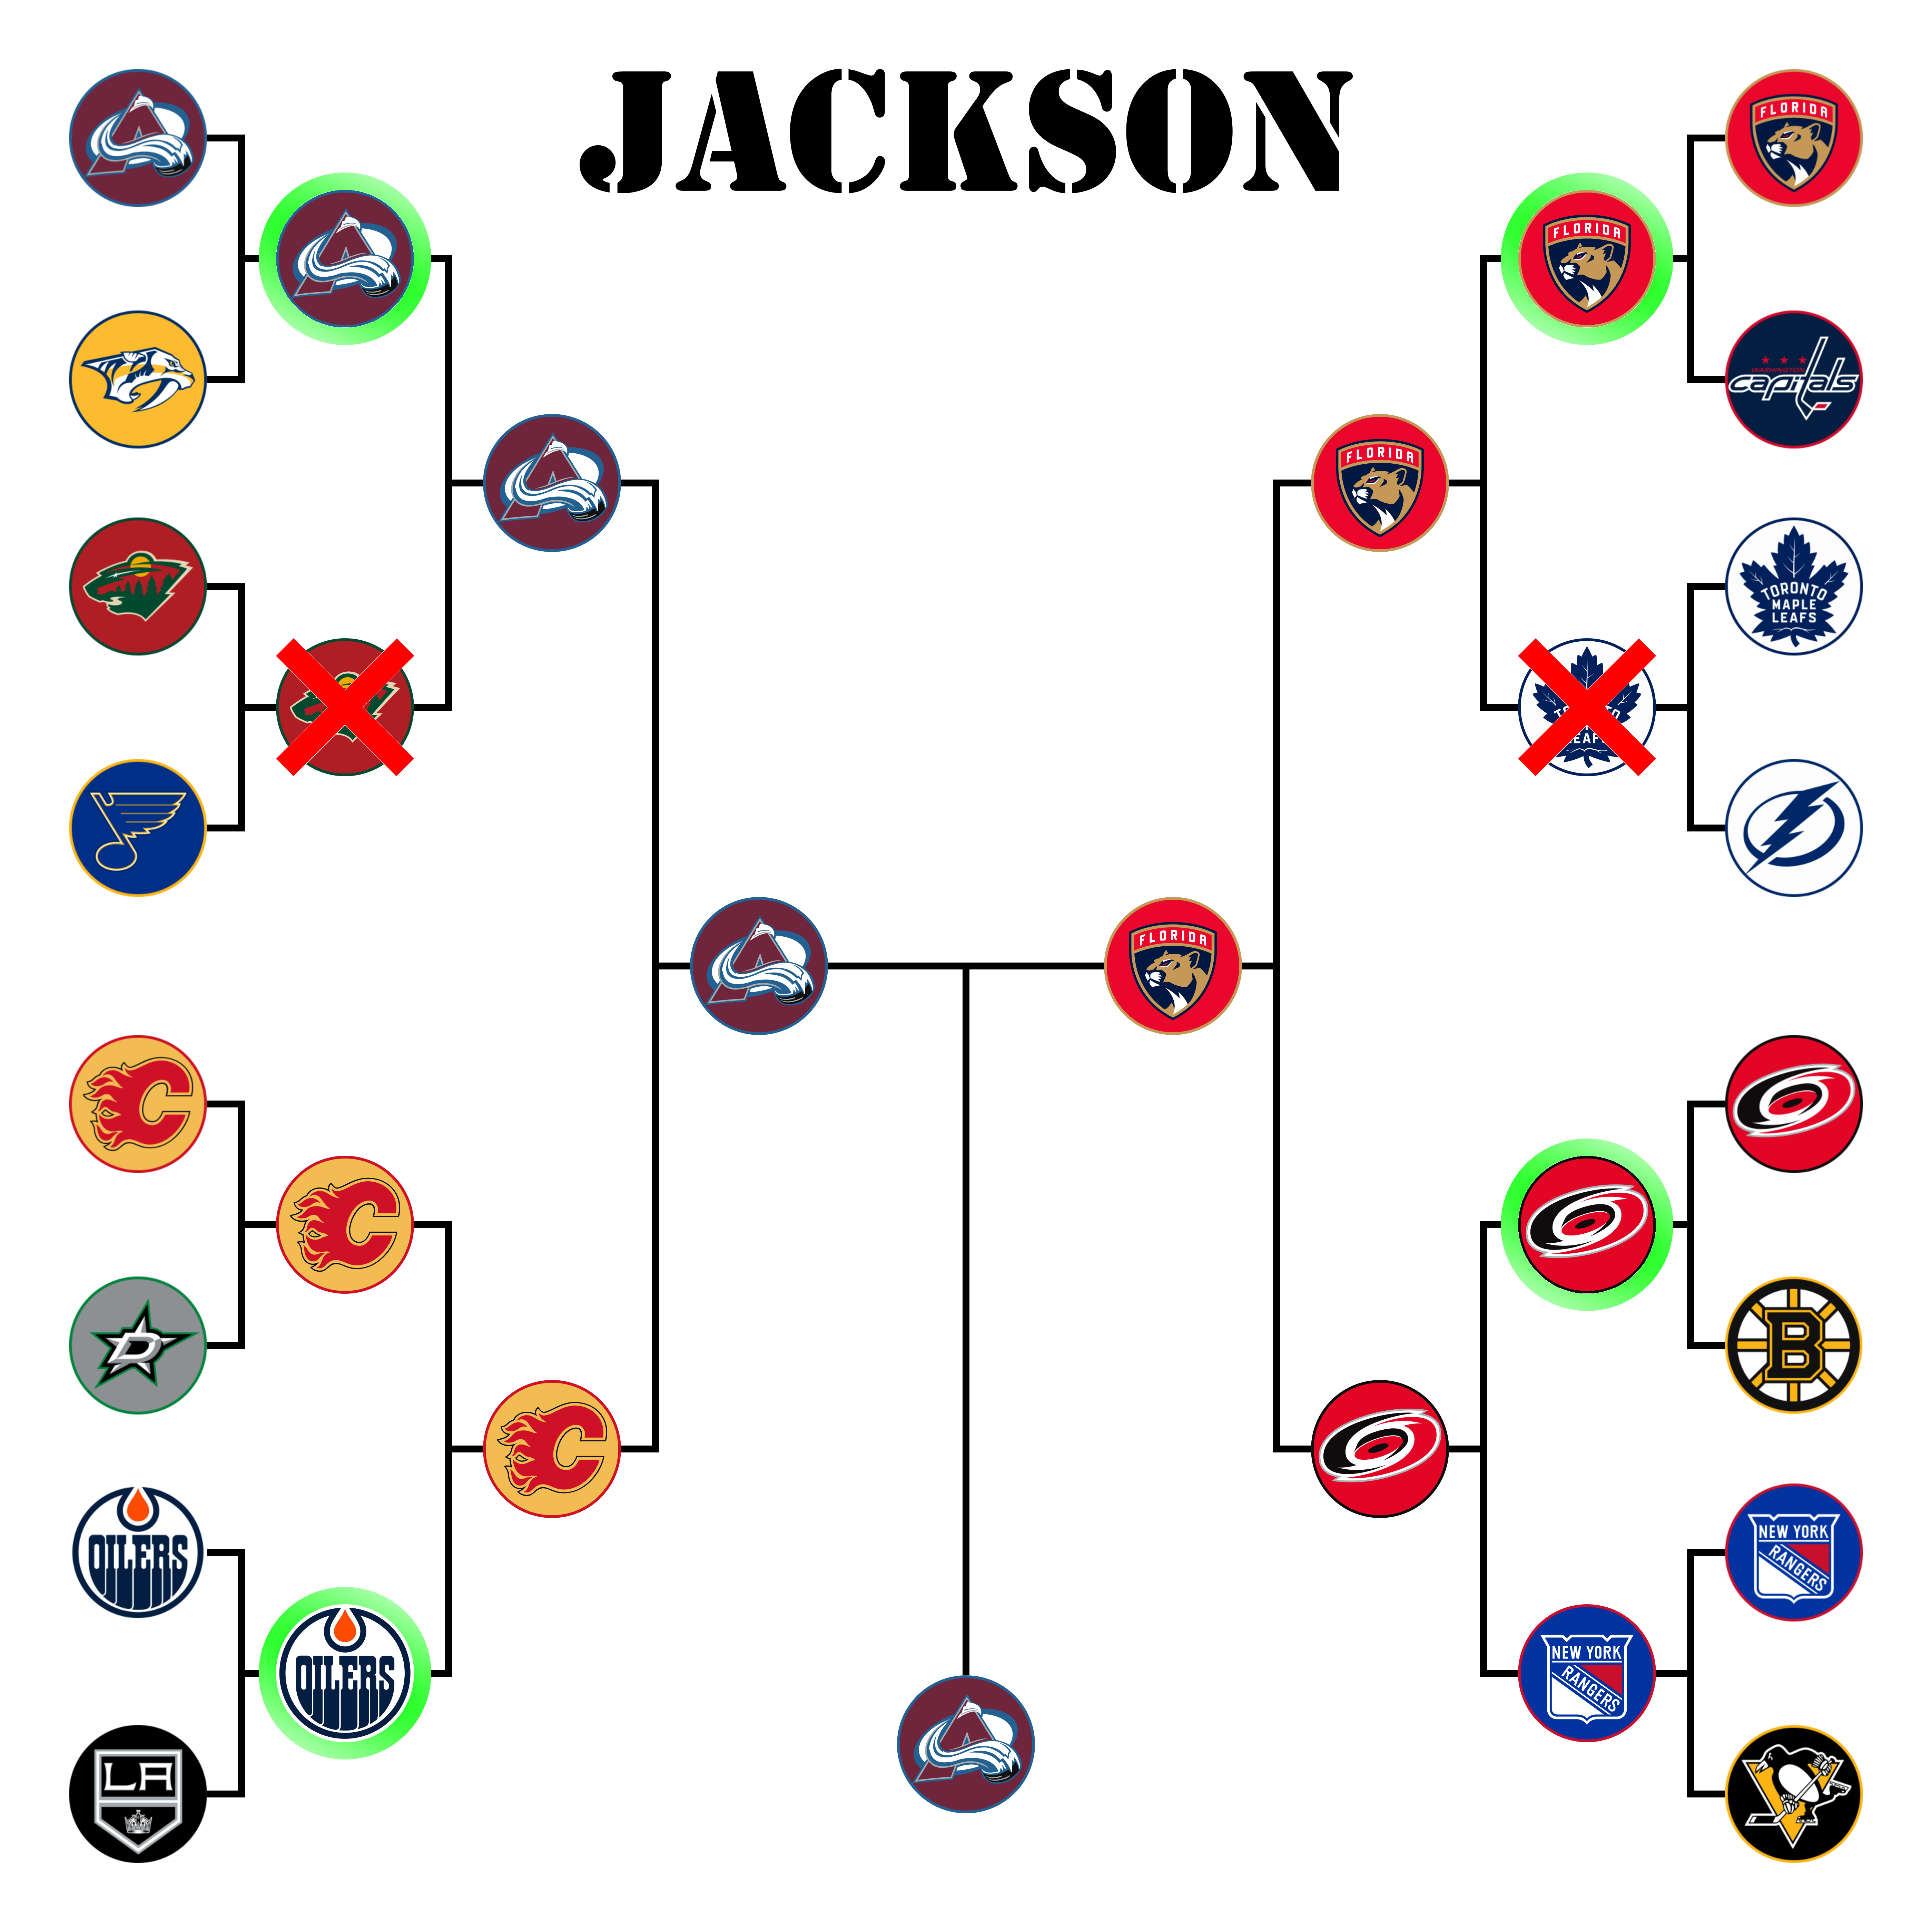 JACKSON
FLORIDA
FLORIDA
WASHINGTON
capitals
FLORIDA
TORONTO
MAPLE
LEAFS
FLORIDA
OILERS
NEW YORK
RANGERS
NEW YORK
RANGERS
OILERS
LA